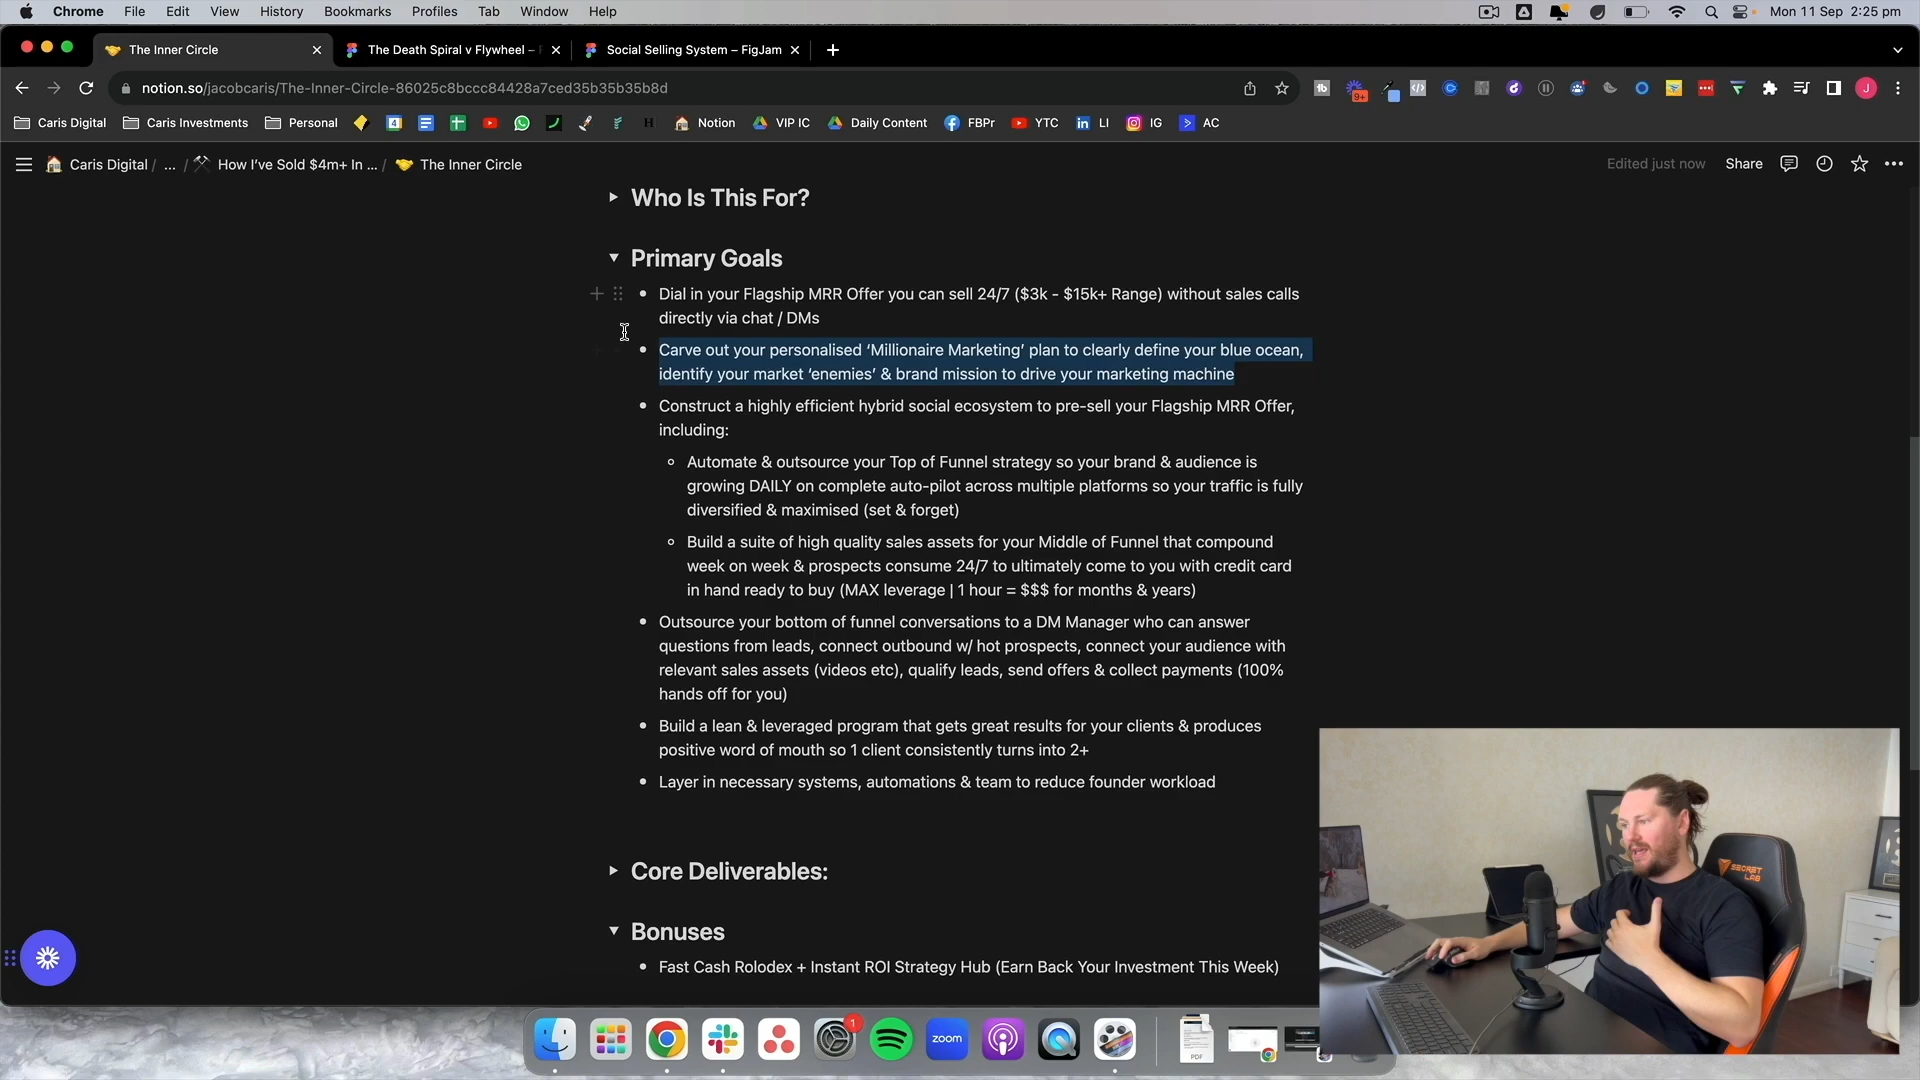 Chrome File Edit View History Bookmarks Profiles Tab Window Help
Mon 11 Sep 2:25 pm
The Inner Circle
The Death Spiral v Flywheel –
Social Selling System – FigJam
notion.so/jacobcaris/The-Inner-Circle-86025c8bccc84428a7ced35b35b35b8d
9+
J
Caris Digital Caris Investments Personal
4
Notion VIP IC Daily Content FBPr YTC LI IG AC
Caris Digital / ... / How I've Sold $4m+ In ... / The Inner Circle
Edited just now Share
Who Is This For?
Primary Goals
• Dial in your Flagship MRR Offer you can sell 24/7 ($3k - $15k+ Range) without sales calls
directly via chat / DMs
• Carve out your personalised ‘Millionaire Marketing’ plan to clearly define your blue ocean,
identify your market ‘enemies’ & brand mission to drive your marketing machine
• Construct a highly efficient hybrid social ecosystem to pre-sell your Flagship MRR Offer,
including:
◦ Automate & outsource your Top of Funnel strategy so your brand & audience is
growing DAILY on complete auto-pilot across multiple platforms so your traffic is fully
diversified & maximised (set & forget)
◦ Build a suite of high quality sales assets for your Middle of Funnel that compound
week on week & prospects consume 24/7 to ultimately come to you with credit card
in hand ready to buy (MAX leverage | 1 hour = $$$ for months & years)
• Outsource your bottom of funnel conversations to a DM Manager who can answer
questions from leads, connect outbound w/ hot prospects, connect your audience with
relevant sales assets (videos etc), qualify leads, send offers & collect payments (100%
hands off for you)
• Build a lean & leveraged program that gets great results for your clients & produces
positive word of mouth so 1 client consistently turns into 2+
• Layer in necessary systems, automations & team to reduce founder workload
Core Deliverables:
Bonuses
• Fast Cash Rolodex + Instant ROI Strategy Hub (Earn Back Your Investment This Week)
SECRET
LAB
1
zoom
PDF